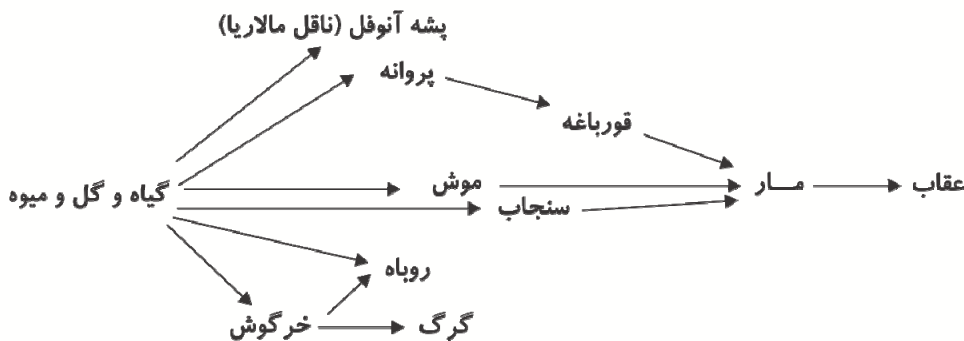 پشه آنوفل (ناقل مالاریا)
پروانه
قورباغه
گیاه و گل و میوه
موش
مــار
عقاب
سنجاب
روباه
خرگوش
گرگ